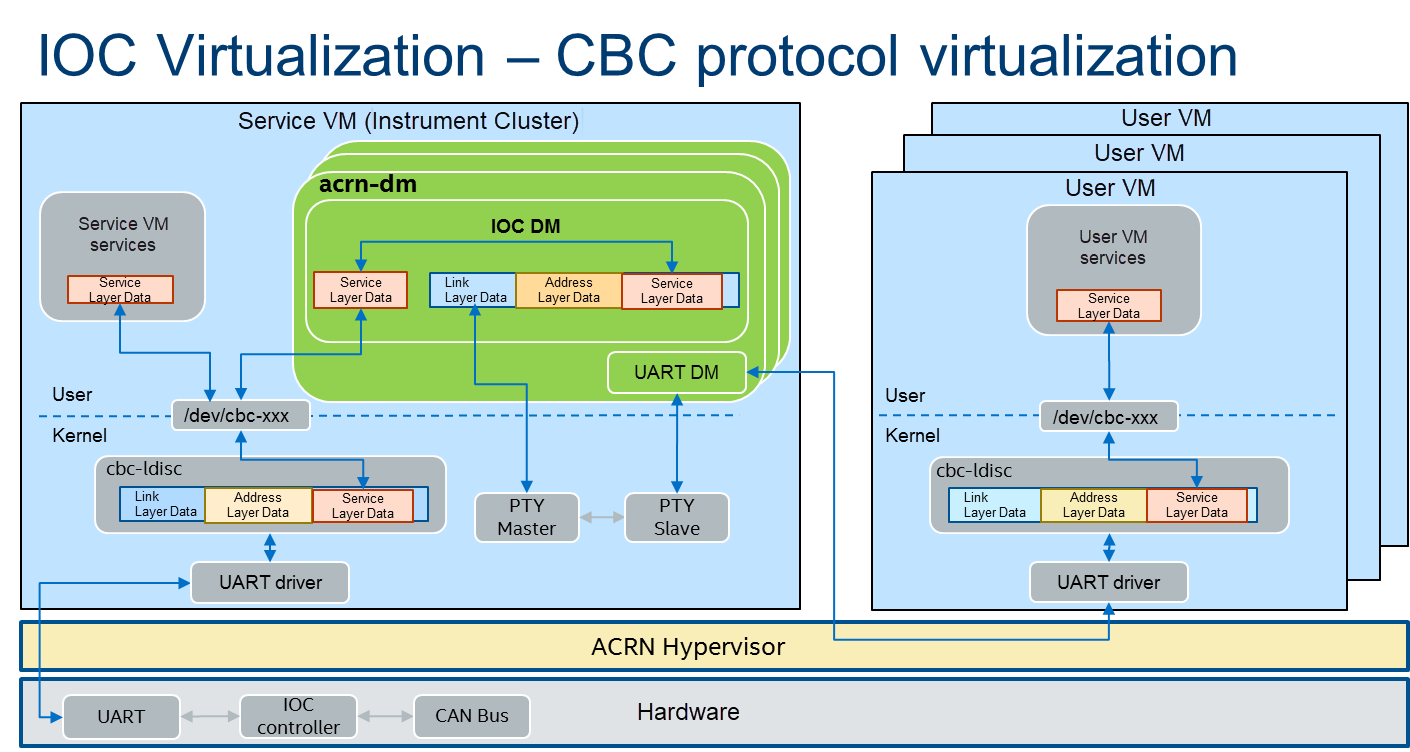 IOC Virtualization – CBC protocol virtualization
Service VM (Instrument Cluster)
acrn-dm
IOC DM
Service VM
services
Service
Layer Data
Service
Layer Data
Link
Layer Data
Address
Layer Data
Service
Layer Data
UART DM
User
/dev/cbc-xxx
Kernel
cbc-ldisc
Link
Layer Data
Address
Layer Data
Service
Layer Data
PTY
Master
PTY
Slave
UART driver
User VM
User VM
User VM
User VM
services
Service
Layer Data
User
/dev/cbc-xxx
Kernel
cbc-ldisc
Link
Layer Data
Address
Layer Data
Service
Layer Data
UART driver
ACRN Hypervisor
UART
IOC
controller
CAN Bus
Hardware